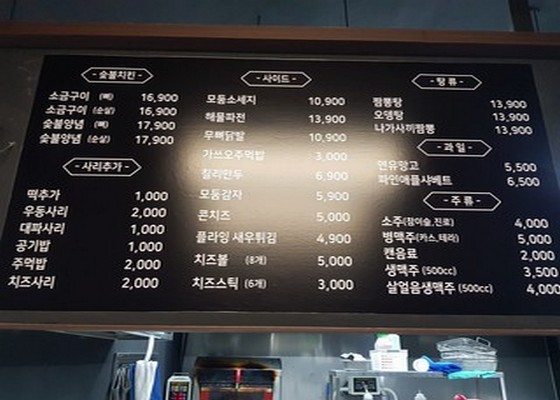 - 숯불치킨 -
소금구이 (뼈) 16,900
소금구이 (순살) 16,900
숯불양념 (뼈) 17,900
숯불양념 (순살) 17,900
- 사리추가 -
떡추가 1,000
우동사리 2,000
대파사리 1,000
공기밥 1,000
주먹밥 2,000
치즈사리 2,000
- 사이드 -
모둠소세지 10,900
해물파전 13,900
무뼈닭발 10,900
가쓰오주먹밥 3,000
칠리만두 6,900
모둠감자 5,900
콘치즈 5,000
플라잉 새우튀김 4,900
치즈볼 (8개) 5,000
치즈스틱 (6개) 3,000
- 탕 류 -
짬뽕탕 13,900
오뎅탕 13,900
나가사끼짬뽕 13,900
- 과 일 -
연유망고 5,500
파인애플샤베트 6,500
- 주 류 -
소주(참이슬,진로) 4,000
병맥주(카스,테라) 5,000
캔음료 2,000
생맥주 (500cc) 3,500
살얼음생맥주 (500cc) 4,000